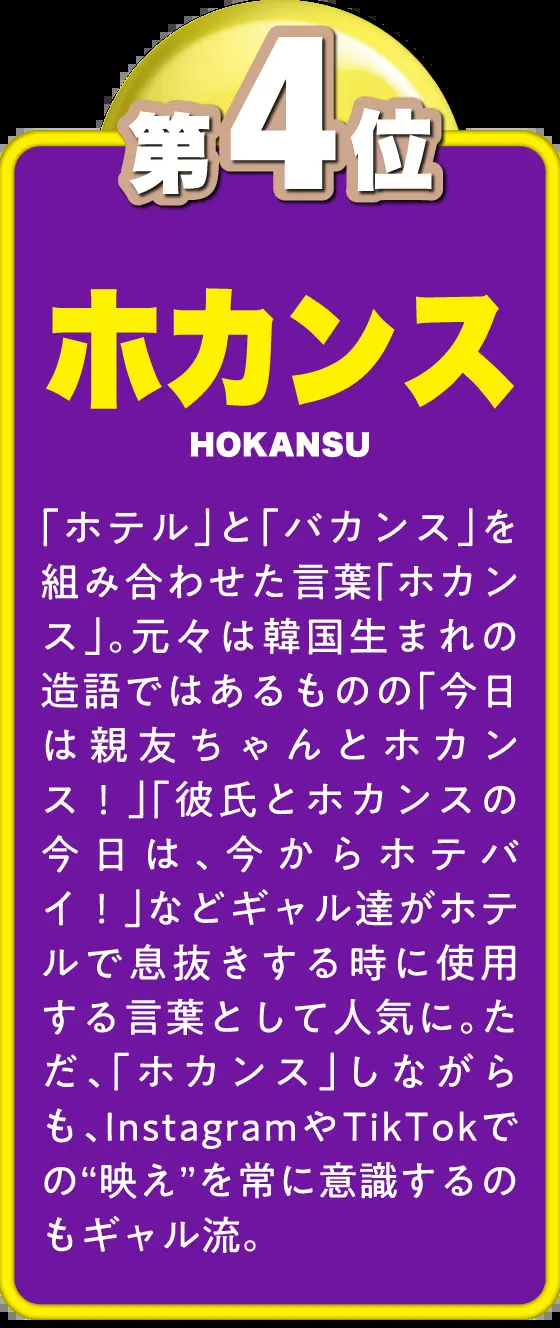 第4位
ホカンス
HOKANSU
「ホテル」と「バカンス」を
組み合わせた言葉「ホカン
ス」。元々は韓国生まれの
造語ではあるものの「今日
は親友ちゃんとホカン
ス！」「彼氏とホカンスの
今日は、今からホテバ
イ！」などギャル達がホテ
ルで息抜きする時に使用
する言葉として人気に。た
だ、「ホカンス」しながら
も、InstagramやTikTokで
の“映え”を常に意識するの
もギャル流。